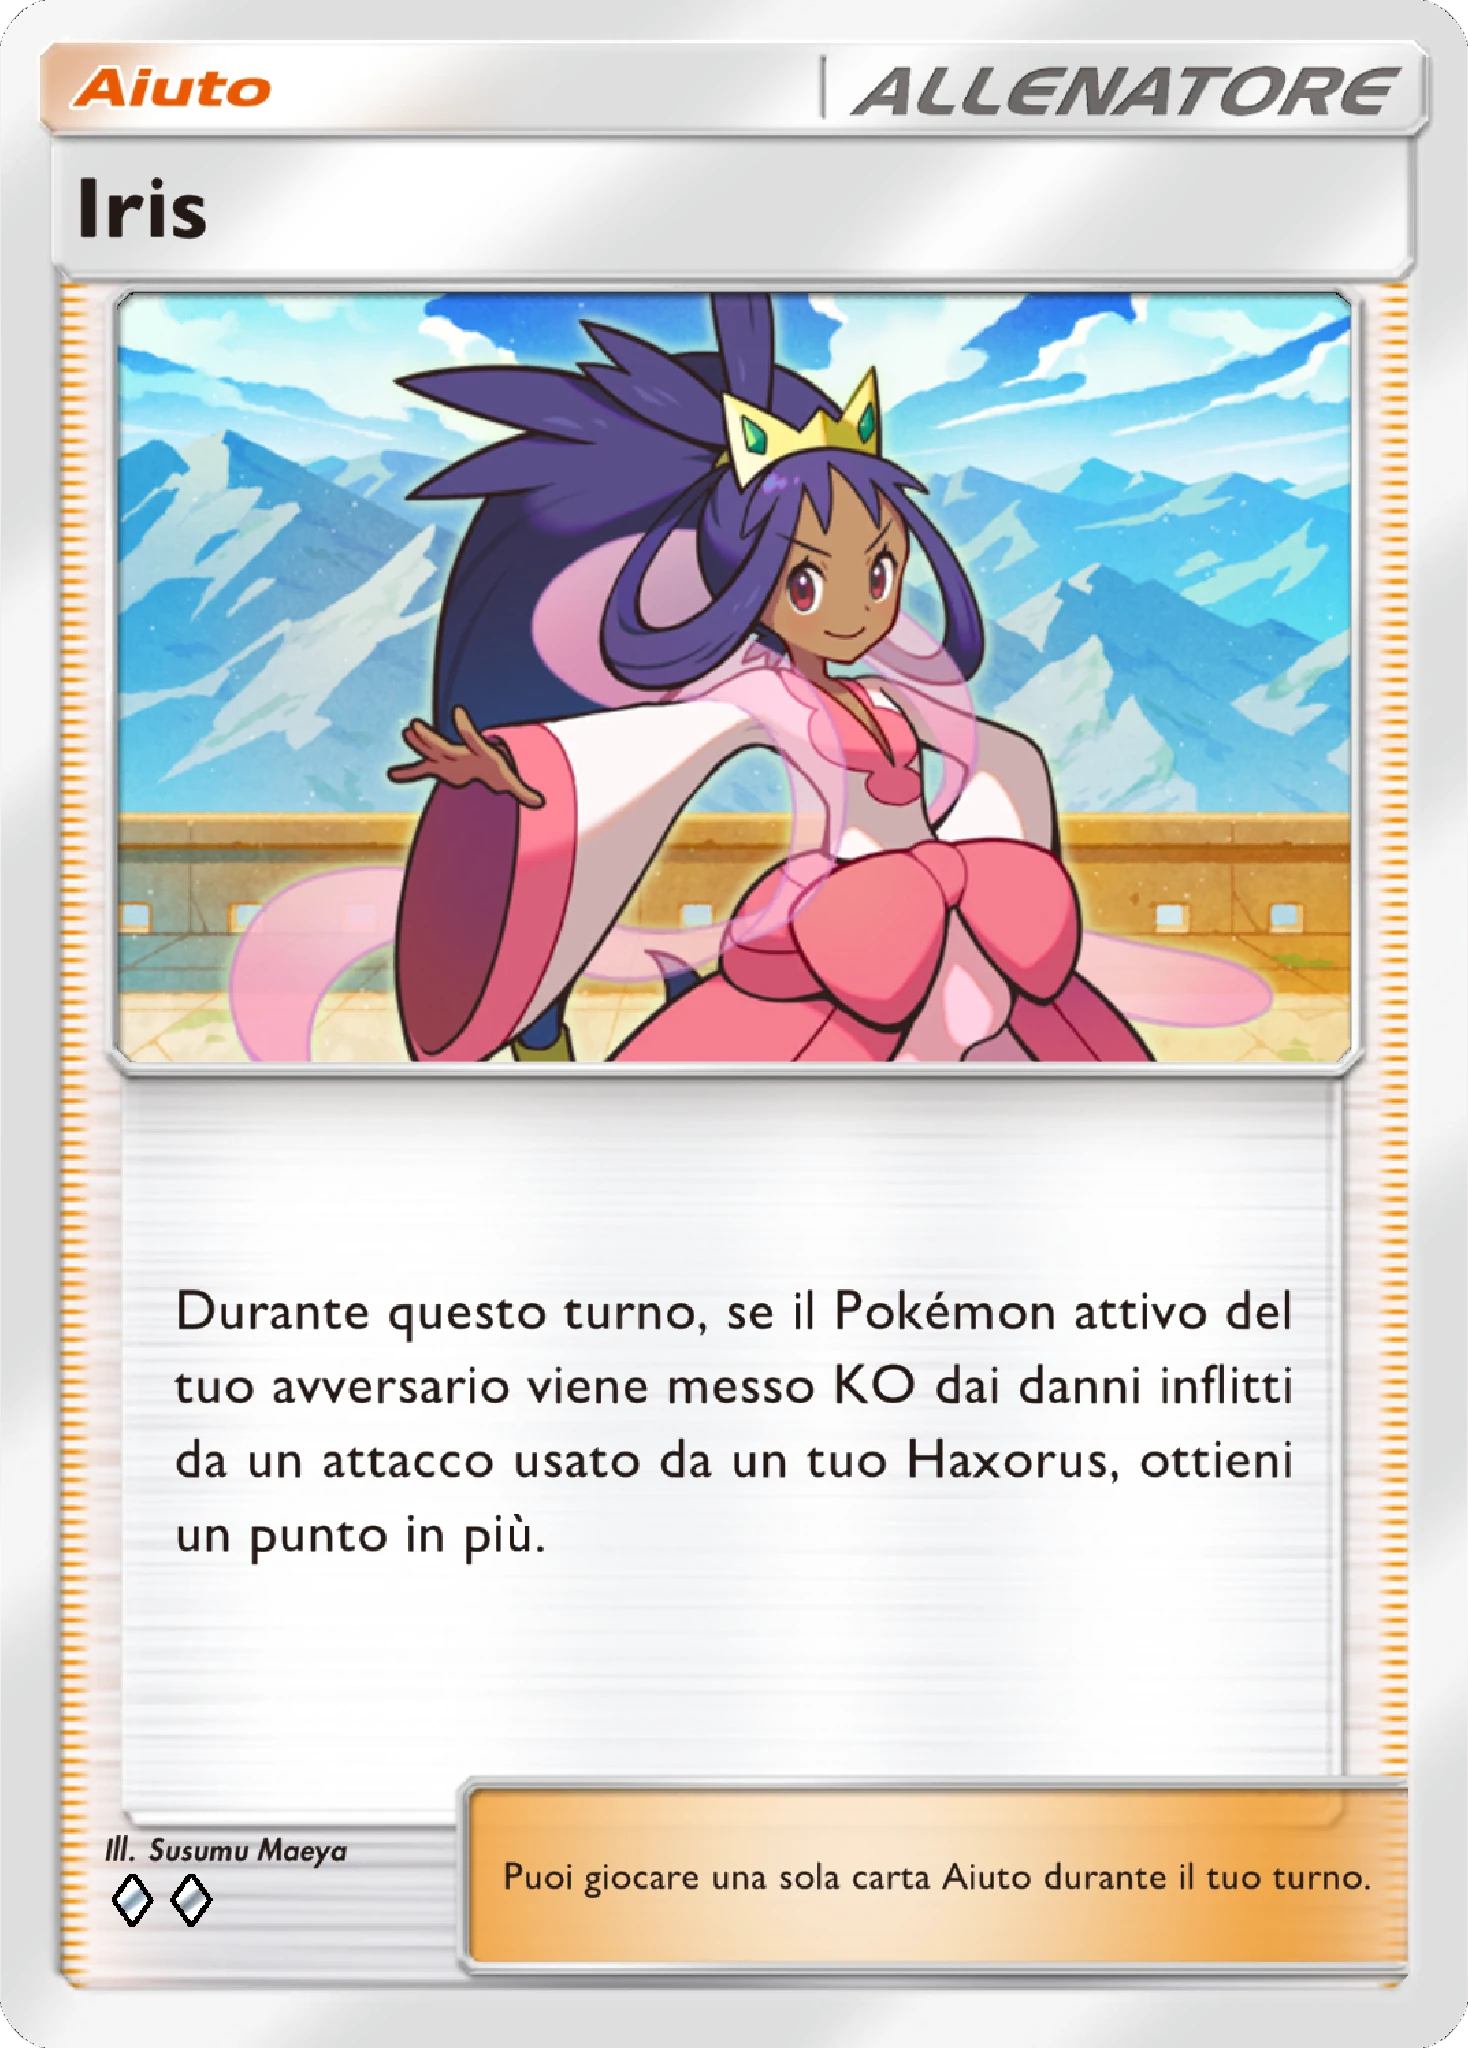 Aiuto
ALLENATORE
Iris
Durante questo turno, se il Pokémon attivo del
tuo avversario viene messo KO dai danni inflitti
da un attacco usato da un tuo Haxorus, ottieni
un punto in più.
Ill. Susumu Maeya
Puoi giocare una sola carta Aiuto durante il tuo turno.